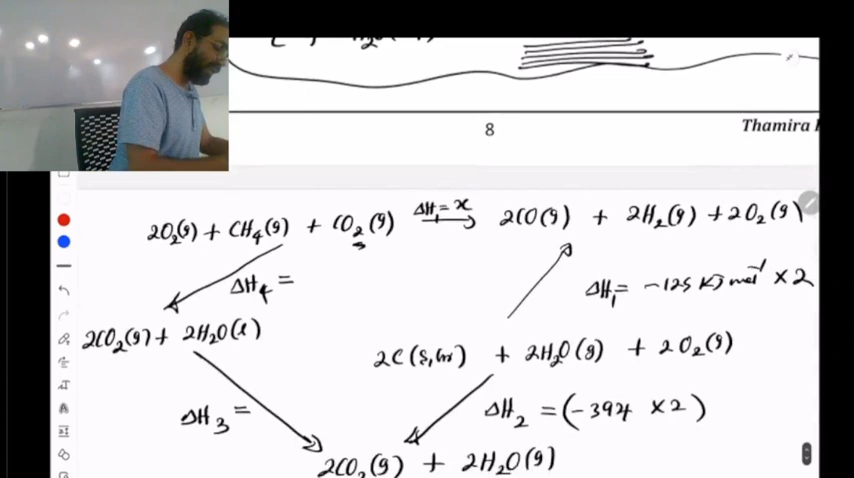 8
Thamira
2O₂(g) + CH₄(g) + CO₂(g) ΔH₁ = x → 2CO(g) + 2H₂(g) + 2O₂(g)
ΔH₄ =
ΔH₁ = -125 kJ mol⁻¹ × 2
2CO₂(g) + 2H₂O(l)
2C(s,gr) + 2H₂O(g) + 2O₂(g)
ΔH₃ =
ΔH₂ = (-394 × 2)
2CO₂(g) + 2H₂O(g)